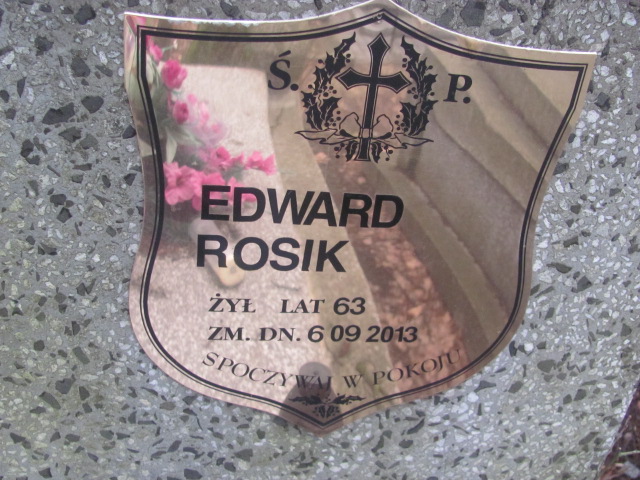 Ś. P.
EDWARD
ROSIK
ŻYŁ LAT 63
ZM. DN. 6 09 2013
SPOCZYWAJ W POKOJU